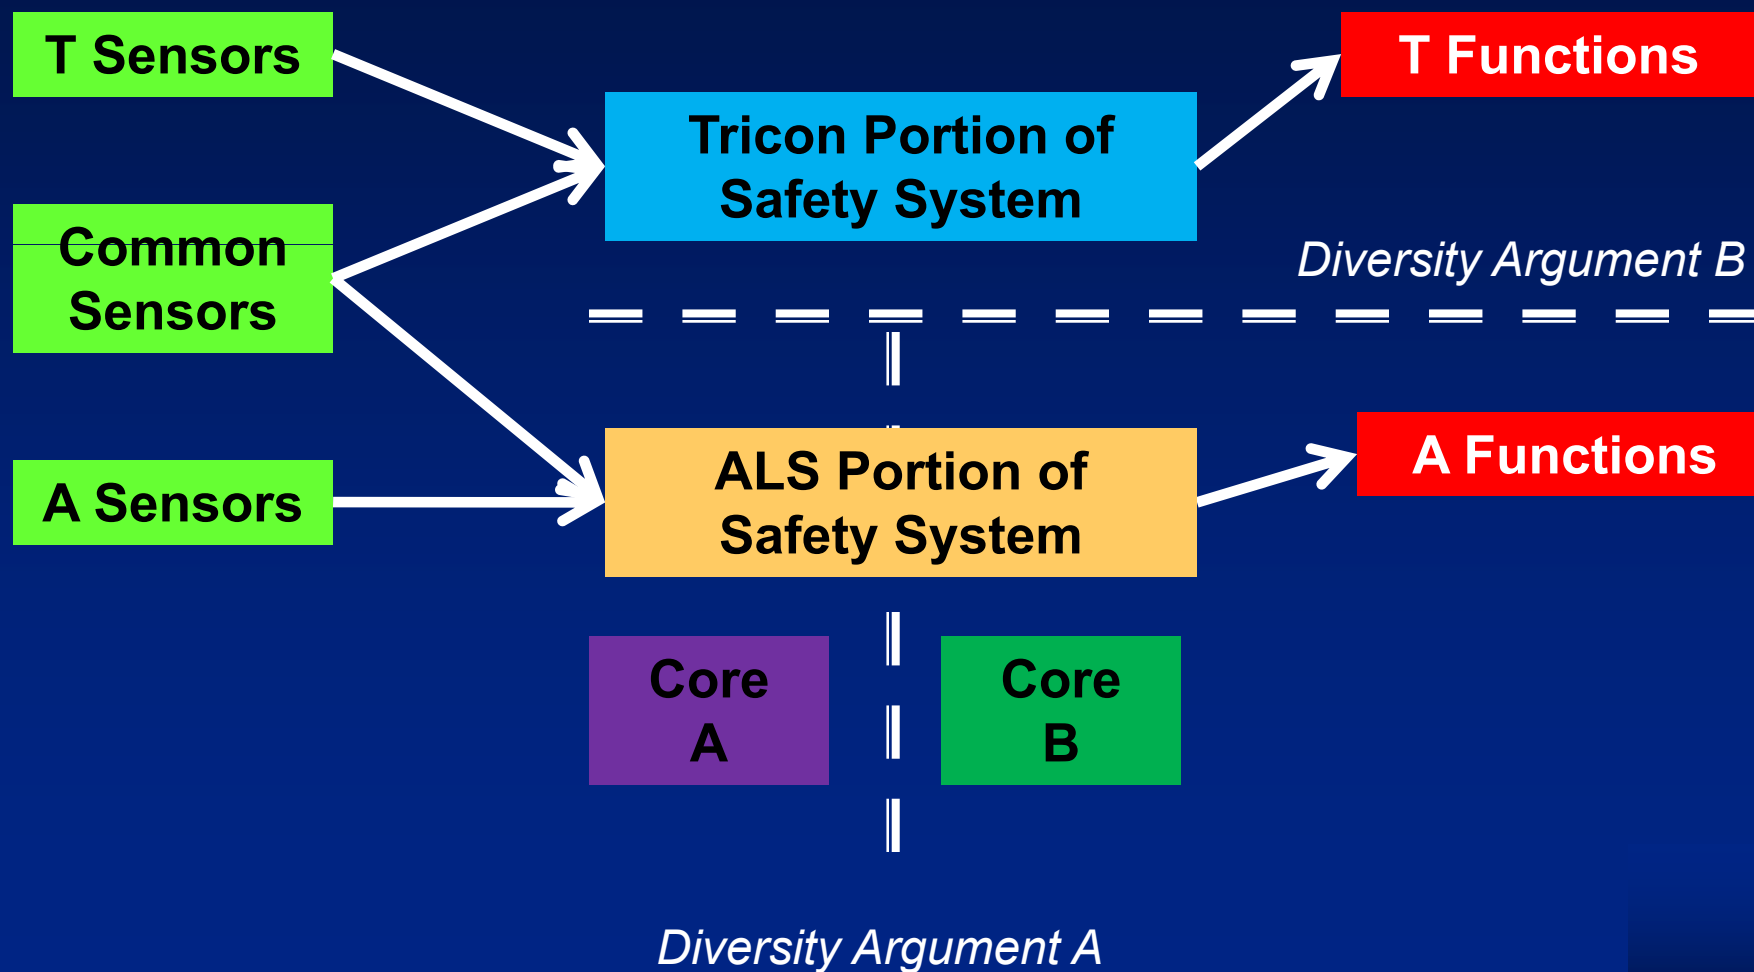 T Sensors
T Functions
Tricon Portion of
Safety System
Common
Sensors
Diversity Argument B
A Sensors
ALS Portion of
Safety System
A Functions
Core
A
Core
B
Diversity Argument A